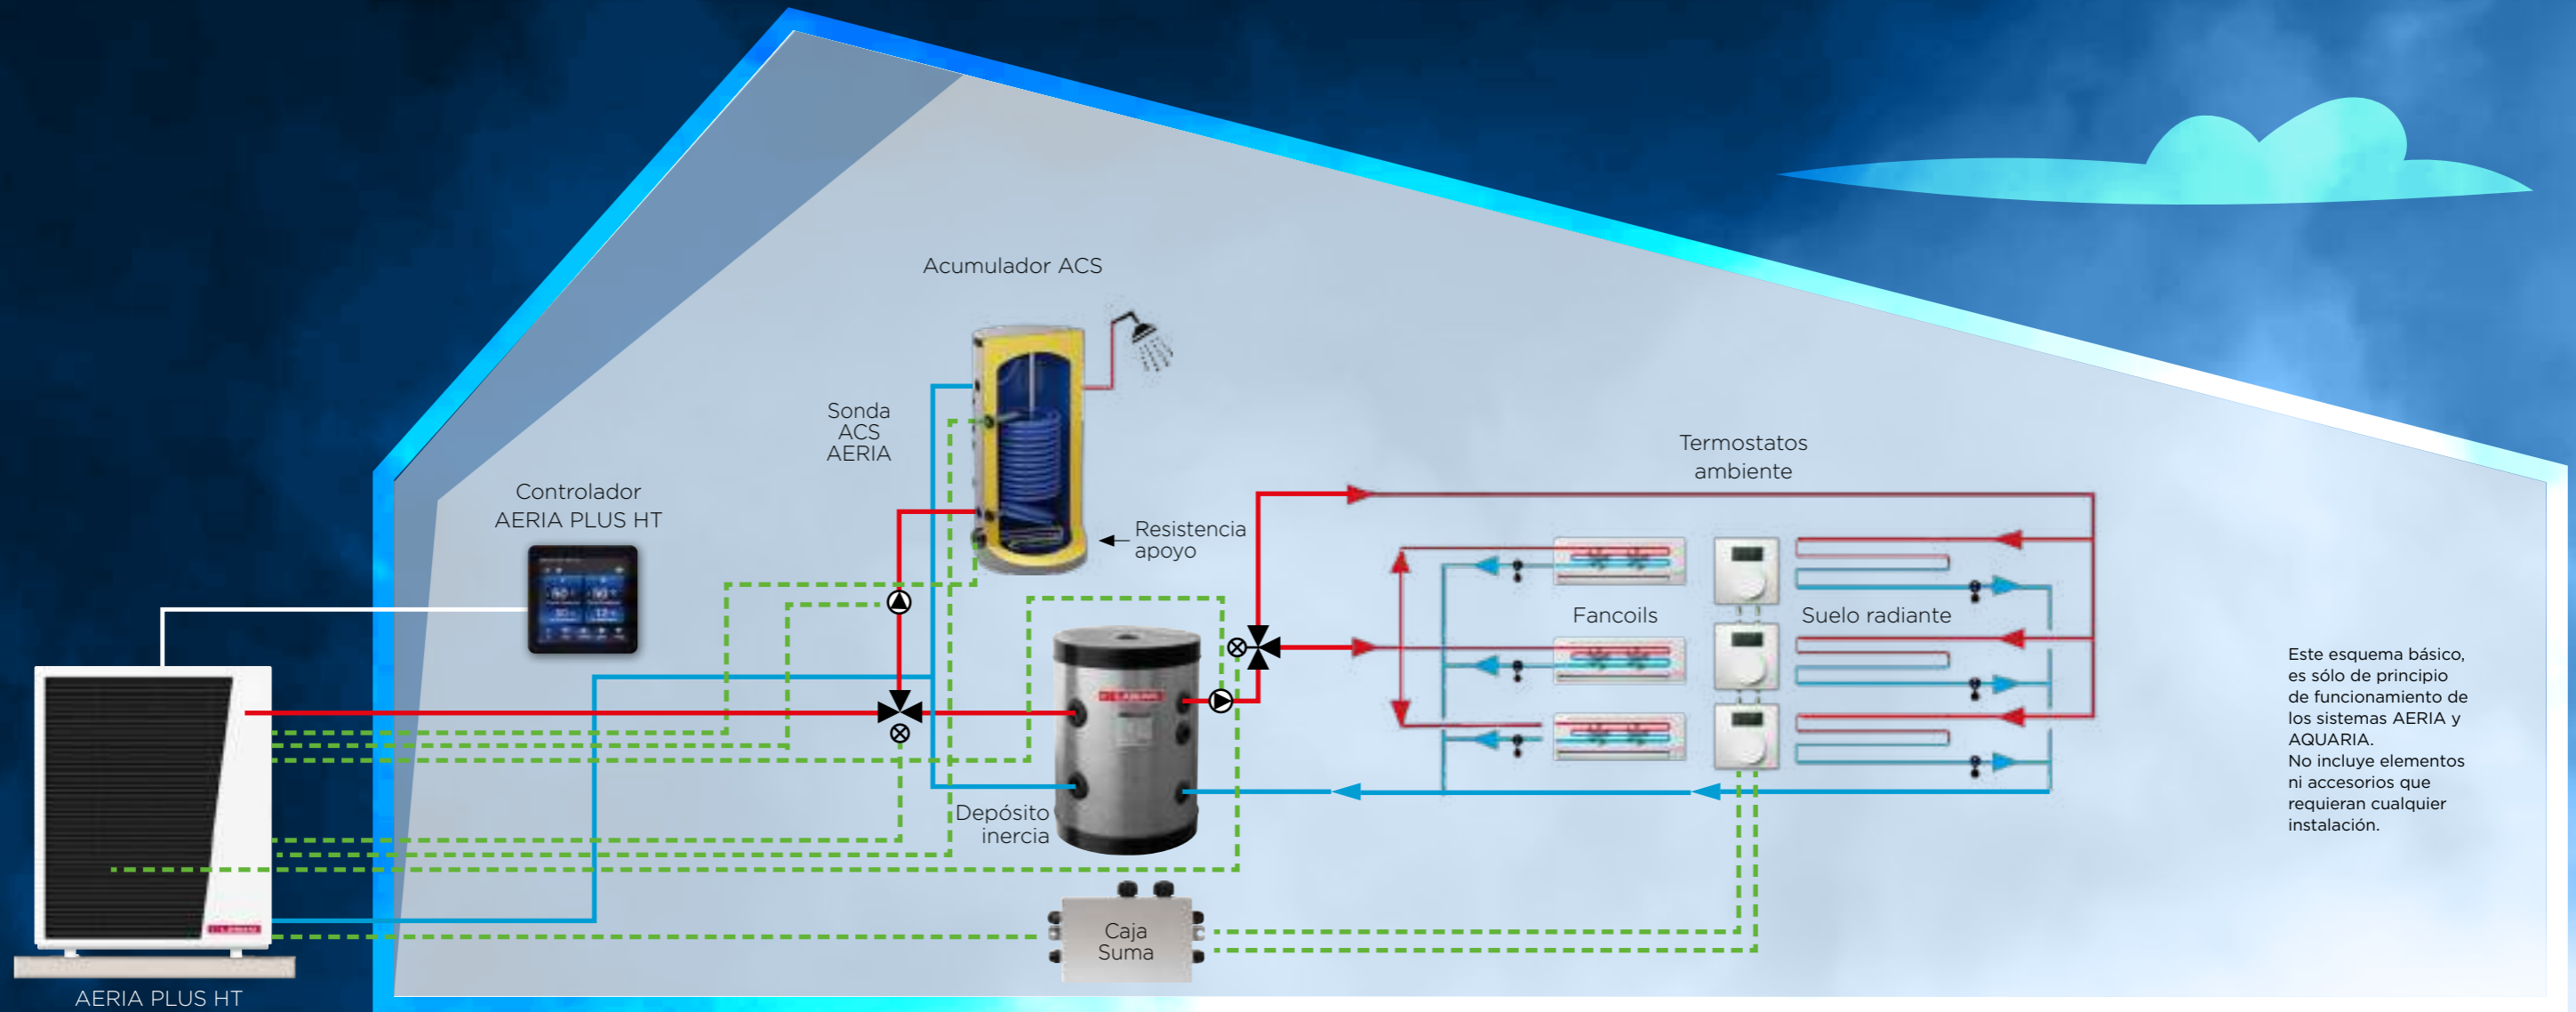 Acumulador ACS
Sonda
ACS
AERIA
Termostatos
ambiente
Controlador
AERIA PLUS HT
Resistencia
apoyo
Fancoils
Suelo radiante
Este esquema básico,
es sólo de principio
de funcionamiento de
los sistemas AERIA y
AQUARIA.
No incluye elementos
ni accesorios que
requieran cualquier
instalación.
Depósito
inercia
Caja
Suma
AERIA PLUS HT